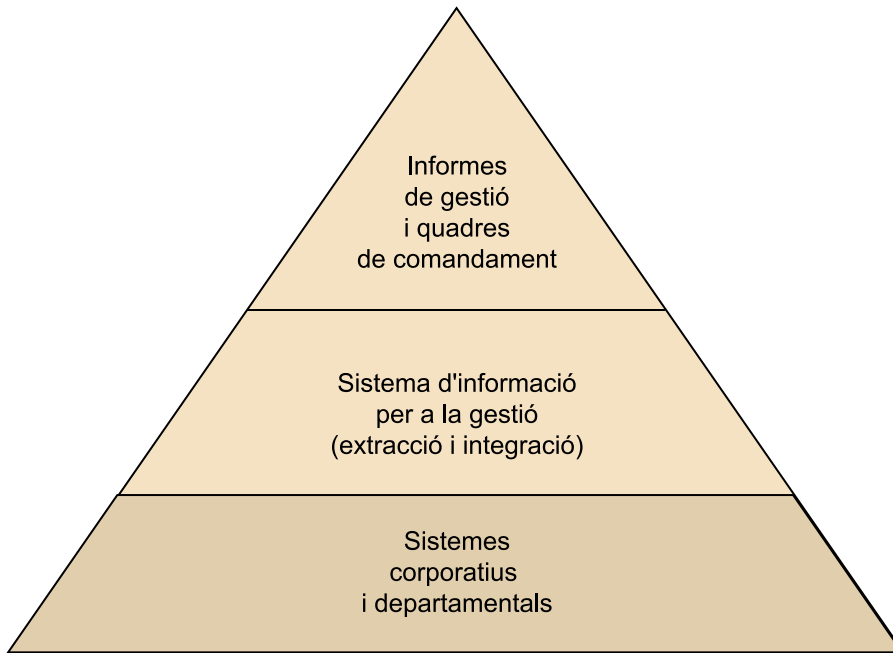 Informes
de gestió
i quadres
de comandament
Sistema d'informació
per a la gestió
(extracció i integració)
Sistemes
corporatius
i departamentals